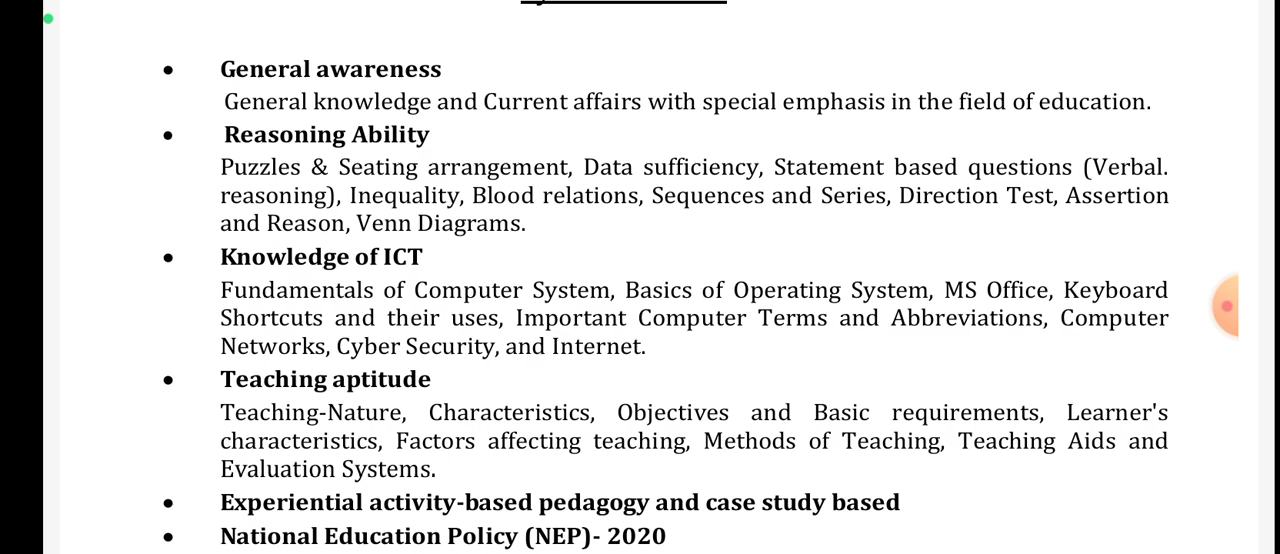 • General awareness
General knowledge and Current affairs with special emphasis in the field of education.
• Reasoning Ability
Puzzles & Seating arrangement, Data sufficiency, Statement based questions (Verbal.
reasoning), Inequality, Blood relations, Sequences and Series, Direction Test, Assertion
and Reason, Venn Diagrams.
• Knowledge of ICT
Fundamentals of Computer System, Basics of Operating System, MS Office, Keyboard
Shortcuts and their uses, Important Computer Terms and Abbreviations, Computer
Networks, Cyber Security, and Internet.
• Teaching aptitude
Teaching-Nature, Characteristics, Objectives and Basic requirements, Learner's
characteristics, Factors affecting teaching, Methods of Teaching, Teaching Aids and
Evaluation Systems.
• Experiential activity-based pedagogy and case study based
• National Education Policy (NEP)- 2020